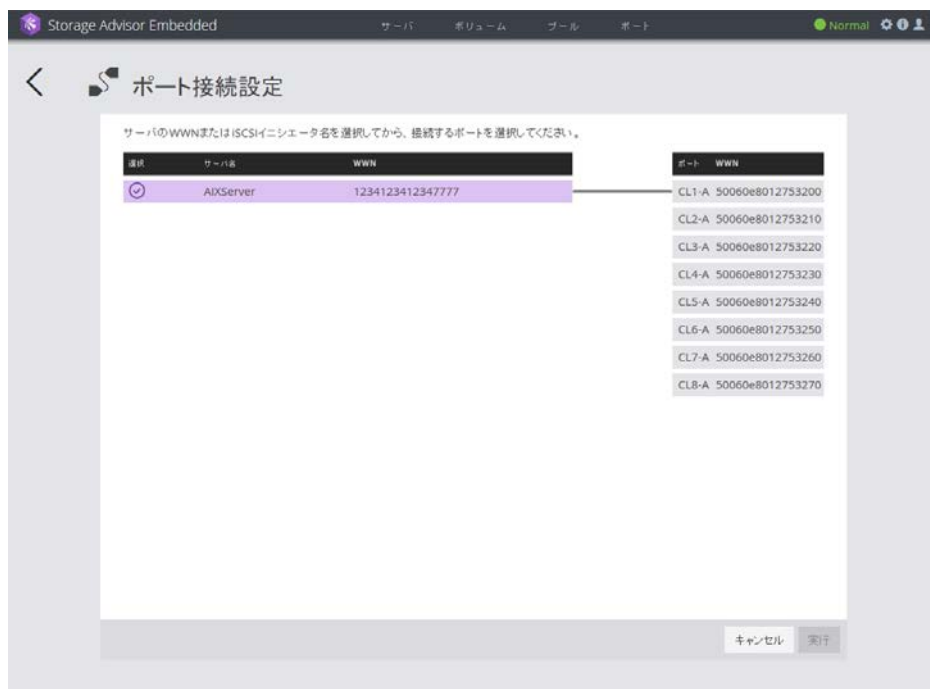 Storage Advisor Embedded サーバ ボリューム プール ポート Normal
ポート接続設定
サーバのWWNまたはiSCSIイニシエータ名を選択してから、接続するポートを選択してください。
選択 サーバ名 WWN ポート WWN
AIXServer 1234123412347777 CL1-A 50060e8012753200
CL2-A 50060e8012753210
CL3-A 50060e8012753220
CL4-A 50060e8012753230
CL5-A 50060e8012753240
CL6-A 50060e8012753250
CL7-A 50060e8012753260
CL8-A 50060e8012753270
キャンセル 実行